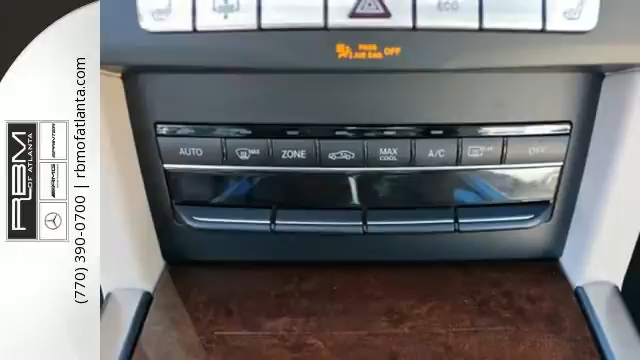 RBM
OF ATLANTA
(770) 390-0700 | rbmofatlanta.com
ECO
PASS
AIR BAG OFF
AUTO
MAX
ZONE
MAX
COOL
A/C
REAR
OFF